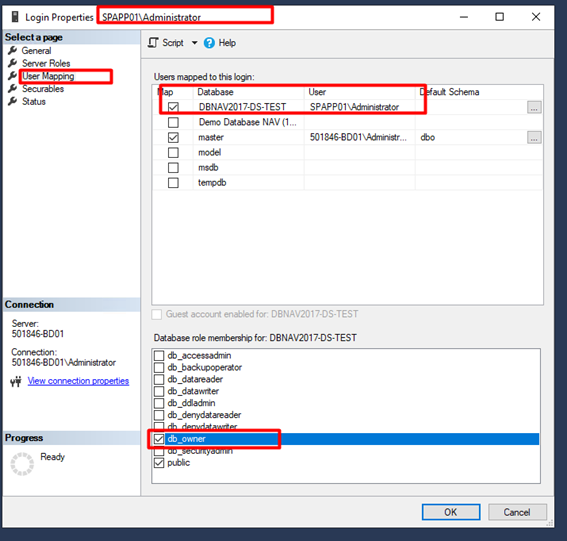 Login Properties SPAPP01\Administrator
Select a page
General
Server Roles
User Mapping
Securables
Status
Script
Help
Users mapped to this login:
Map Database User Default Schema
DBNAV2017-DS-TEST SPAPP01\Administrator ...
Demo Database NAV (1...
master 501846-BD01\Administr... dbo ...
model
msdb
tempdb
Guest account enabled for: DBNAV2017-DS-TEST
Database role membership for: DBNAV2017-DS-TEST
db_accessadmin
db_backupoperator
db_datareader
db_datawriter
db_ddladmin
db_denydatareader
db_denydatawriter
db_owner
db_securityadmin
public
Connection
Server:
501846-BD01
Connection:
501846-BD01\Administrator
View connection properties
Progress
Ready
OK
Cancel